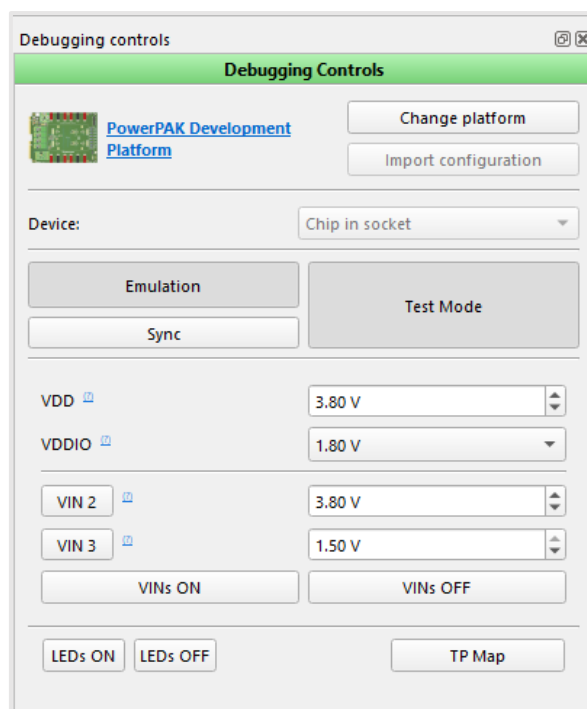 Debugging controls
Debugging Controls
PowerPAK Development
Platform
Change platform
Import configuration
Device:
Chip in socket
Emulation
Sync
Test Mode
VDD
3.80 V
VDDIO
1.80 V
VIN 2
3.80 V
VIN 3
1.50 V
VINs ON
VINs OFF
LEDs ON
LEDs OFF
TP Map